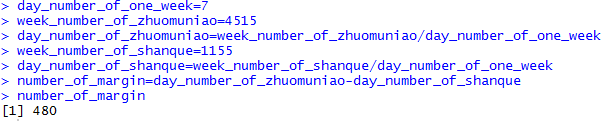 > day_number_of_one_week=7
> week_number_of_zhuomuniao=4515
> day_number_of_zhuomuniao=week_number_of_zhuomuniao/day_number_of_one_week
> week_number_of_shanque=1155
> day_number_of_shanque=week_number_of_shanque/day_number_of_one_week
> number_of_margin=day_number_of_zhuomuniao-day_number_of_shanque
> number_of_margin
[1] 480